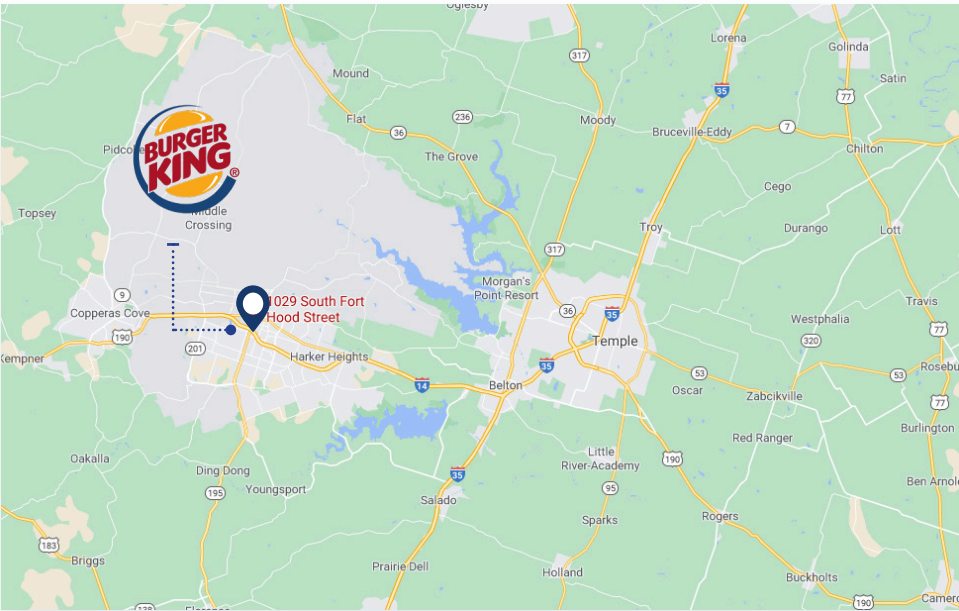 Oglesby
Lorena
Golinda
317
Satin
Mound
35
77
Flat
236
Moody
7
36
Bruceville-Eddy
BURGER
KING
®
Chilton
The Grove
Cego
Topsey
Middle
Crossing
Troy
Durango
Lott
317
Morgan's
Point Resort
9
1029 South Fort
Hood Street
Travis
Copperas Cove
36
35
Westphalia
77
190
320
Temple
201
Kempner
Harker Heights
35
53
53
14
Belton
Oscar
Zabcikville
77
Burlington
Red Ranger
Oakalla
Little
River-Academy
190
Ding Dong
35
Youngsport
195
95
Ben Arnol
Salado
Sparks
Rogers
183
Briggs
Prairie Dell
Holland
Buckholts
190
Camero
138